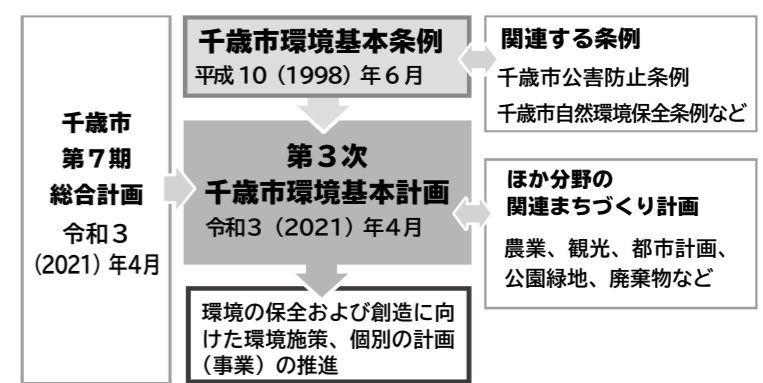 千歳市
第7期
総合計画
令和3
(2021)年4月
千歳市環境基本条例
平成10(1998)年6月
第3次
千歳市環境基本計画
令和3(2021)年4月
環境の保全および創造に向
けた環境施策、個別の計画
(事業)の推進
関連する条例
千歳市公害防止条例
千歳市自然環境保全条例など
ほか分野の
関連まちづくり計画
農業、観光、都市計画、
公園緑地、廃棄物など